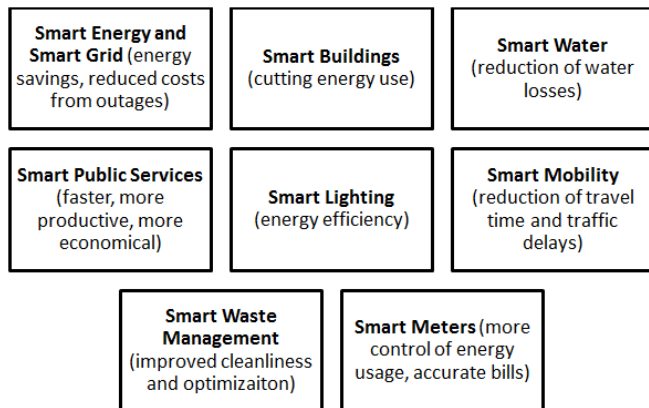 Smart Energy and
Smart Grid (energy
savings, reduced costs
from outages)
Smart Buildings
(cutting energy use)
Smart Water
(reduction of water
losses)
Smart Public Services
(faster, more
productive, more
economical)
Smart Lighting
(energy efficiency)
Smart Mobility
(reduction of travel
time and traffic
delays)
Smart Waste
Management
(improved cleanliness
and optimizaiton)
Smart Meters (more
control of energy
usage, accurate bills)